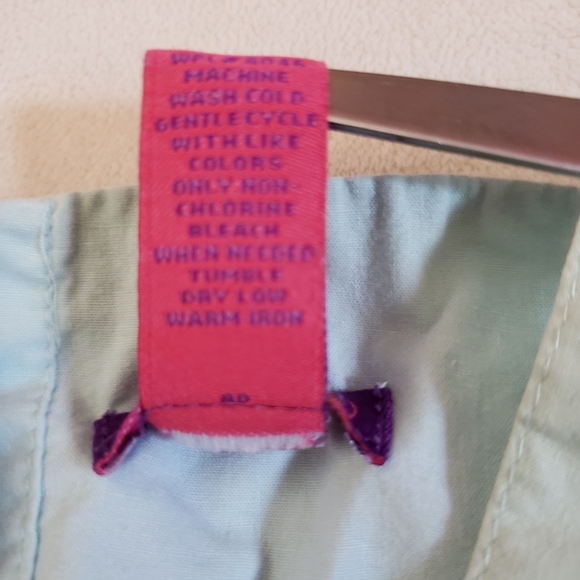 MACHINE
WASH COLD
GENTLE CYCLE
WITH LIKE
COLORS
ONLY NON-
CHLORINE
BLEACH
WHEN NEEDED
TUMBLE
DRY LOW
WARM IRON